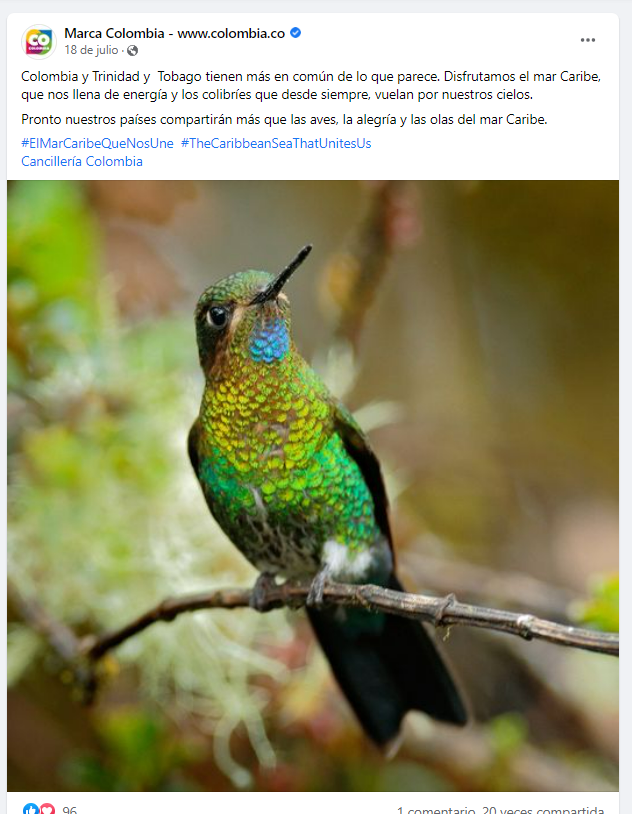 Marca Colombia - www.colombia.co
18 de julio ·
Colombia y Trinidad y Tobago tienen más en común de lo que parece. Disfrutamos el mar Caribe,
que nos llena de energía y los colibríes que desde siempre, vuelan por nuestros cielos.
Pronto nuestros países compartirán más que las aves, la alegría y las olas del mar Caribe.
#ElMarCaribeQueNosUne #TheCaribbeanSeaThatUnitesUs
Cancillería Colombia
96
1 comentario 20 veces compartida